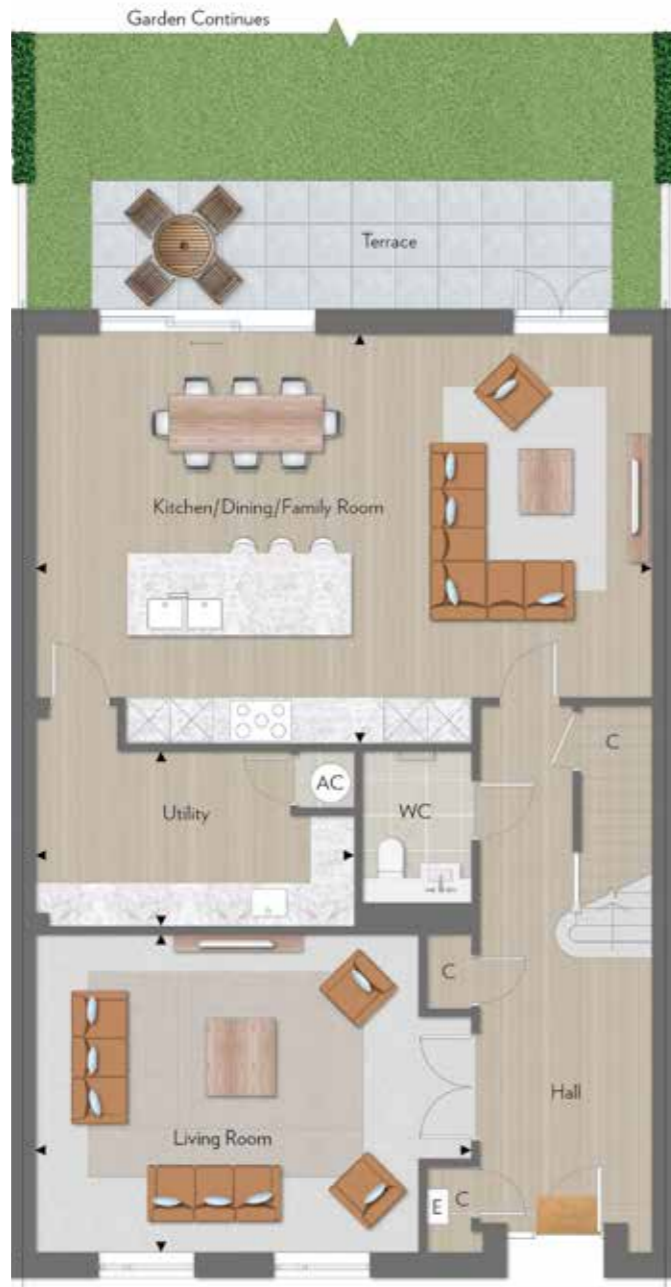 Garden Continues
Terrace
Kitchen/Dining/Family Room
C
AC
Utility
WC
C
Hall
Living Room
E
C